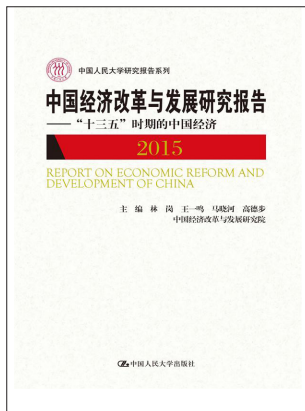 中国人民大学研究报告系列
中国经济改革与发展研究报告
——“十三五”时期的中国经济
2015
REPORT ON ECONOMIC REFORM AND
DEVELOPMENT OF CHINA
主 编 林 岗 王一鸣 马晓河 高德步
中国经济改革与发展研究院
中国人民大学出版社